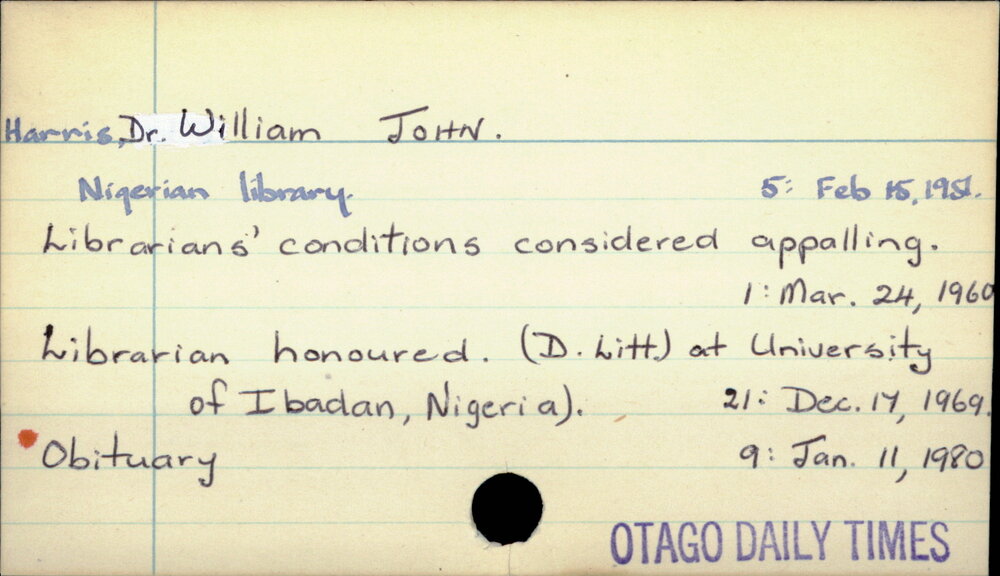 Harris, Dr. William JOHN.
Nigerian library. 5: Feb 15, 1951.
Librarians' conditions considered appalling.
1: Mar. 24, 1960
Librarian honoured. (D. Litt.) at University
of Ibadan, Nigeria). 21: Dec. 17, 1969.
Obituary 9: Jan. 11, 1980
OTAGO DAILY TIMES